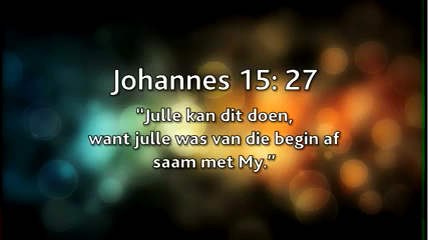 Johannes 15: 27
"Julle kan dit doen,
want julle was van die begin af
saam met My.”